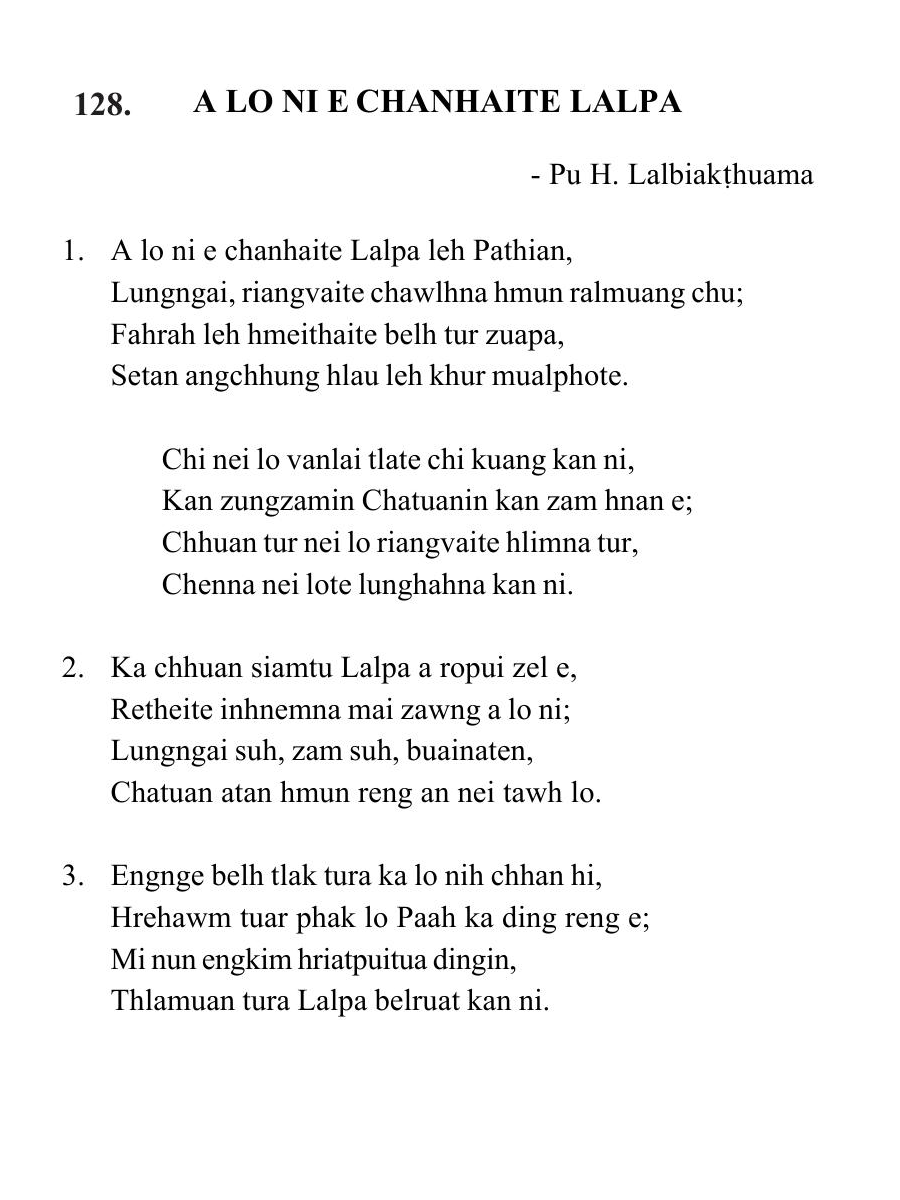 128. A LO NI E CHANHAITE LALPA
- Pu H. Lalbiakṭhuama
1. A lo ni e chanhaite Lalpa leh Pathian,
Lungngai, riangvaite chawlhna hmun ralmuang chu;
Fahrah leh hmeithaite belh tur zuapa,
Setan angchhung hlau leh khur mualphote.
Chi nei lo vanlai tlate chi kuang kan ni,
Kan zungzamin Chatuanin kan zam hnan e;
Chhuan tur nei lo riangvaite hlimna tur,
Chenna nei lote lunghahna kan ni.
2. Ka chhuan siamtu Lalpa a ropui zel e,
Retheite inhnemna mai zawng a lo ni;
Lungngai suh, zam suh, buainaten,
Chatuan atan hmun reng an nei tawh lo.
3. Engnge belh tlak tura ka lo nih chhan hi,
Hrehawm tuar phak lo Paah ka ding reng e;
Mi nun engkim hriatpuitua dingin,
Thlamuan tura Lalpa belruat kan ni.